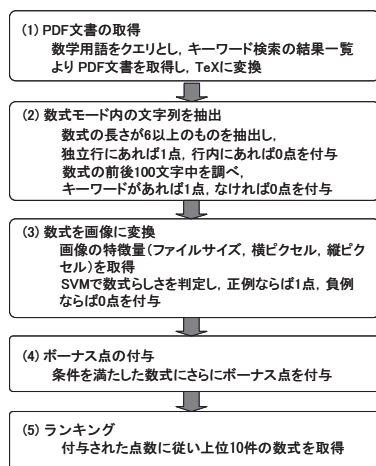 (1) PDF文書の取得
数学用語をクエリとし，キーワード検索の結果一覧
より PDF文書を取得し，TeXに変換
(2) 数式モード内の文字列を抽出
数式の長さが6以上のものを抽出し，
独立行にあれば1点，行内にあれば0点を付与
数式の前後100文字中を調べ，
キーワードがあれば1点，なければ0点を付与
(3) 数式を画像に変換
画像の特徴量（ファイルサイズ，横ピクセル，縦ピク
セル）を取得
SVMで数式らしさを判定し，正例ならば1点，負例
ならば0点を付与
(4) ボーナス点の付与
条件を満たした数式にさらにボーナス点を付与
(5) ランキング
付与された点数に従い上位10件の数式を取得